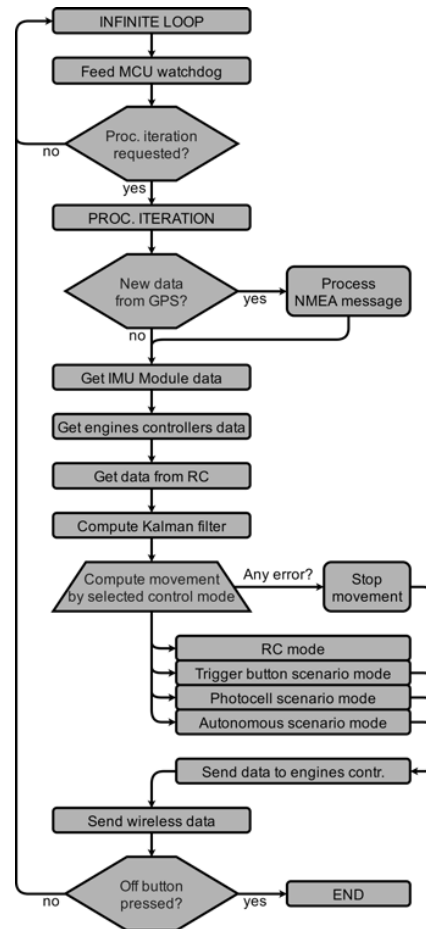 INFINITE LOOP
Feed MCU watchdog
Proc. iteration
requested?
no
yes
PROC. ITERATION
New data
from GPS?
yes
Process
NMEA message
no
Get IMU Module data
Get engines controllers data
Get data from RC
Compute Kalman filter
Compute movement
by selected control mode
Any error?
Stop
movement
RC mode
Trigger button scenario mode
Photocell scenario mode
Autonomous scenario mode
Send data to engines contr.
Send wireless data
Off button
pressed?
no
yes
END